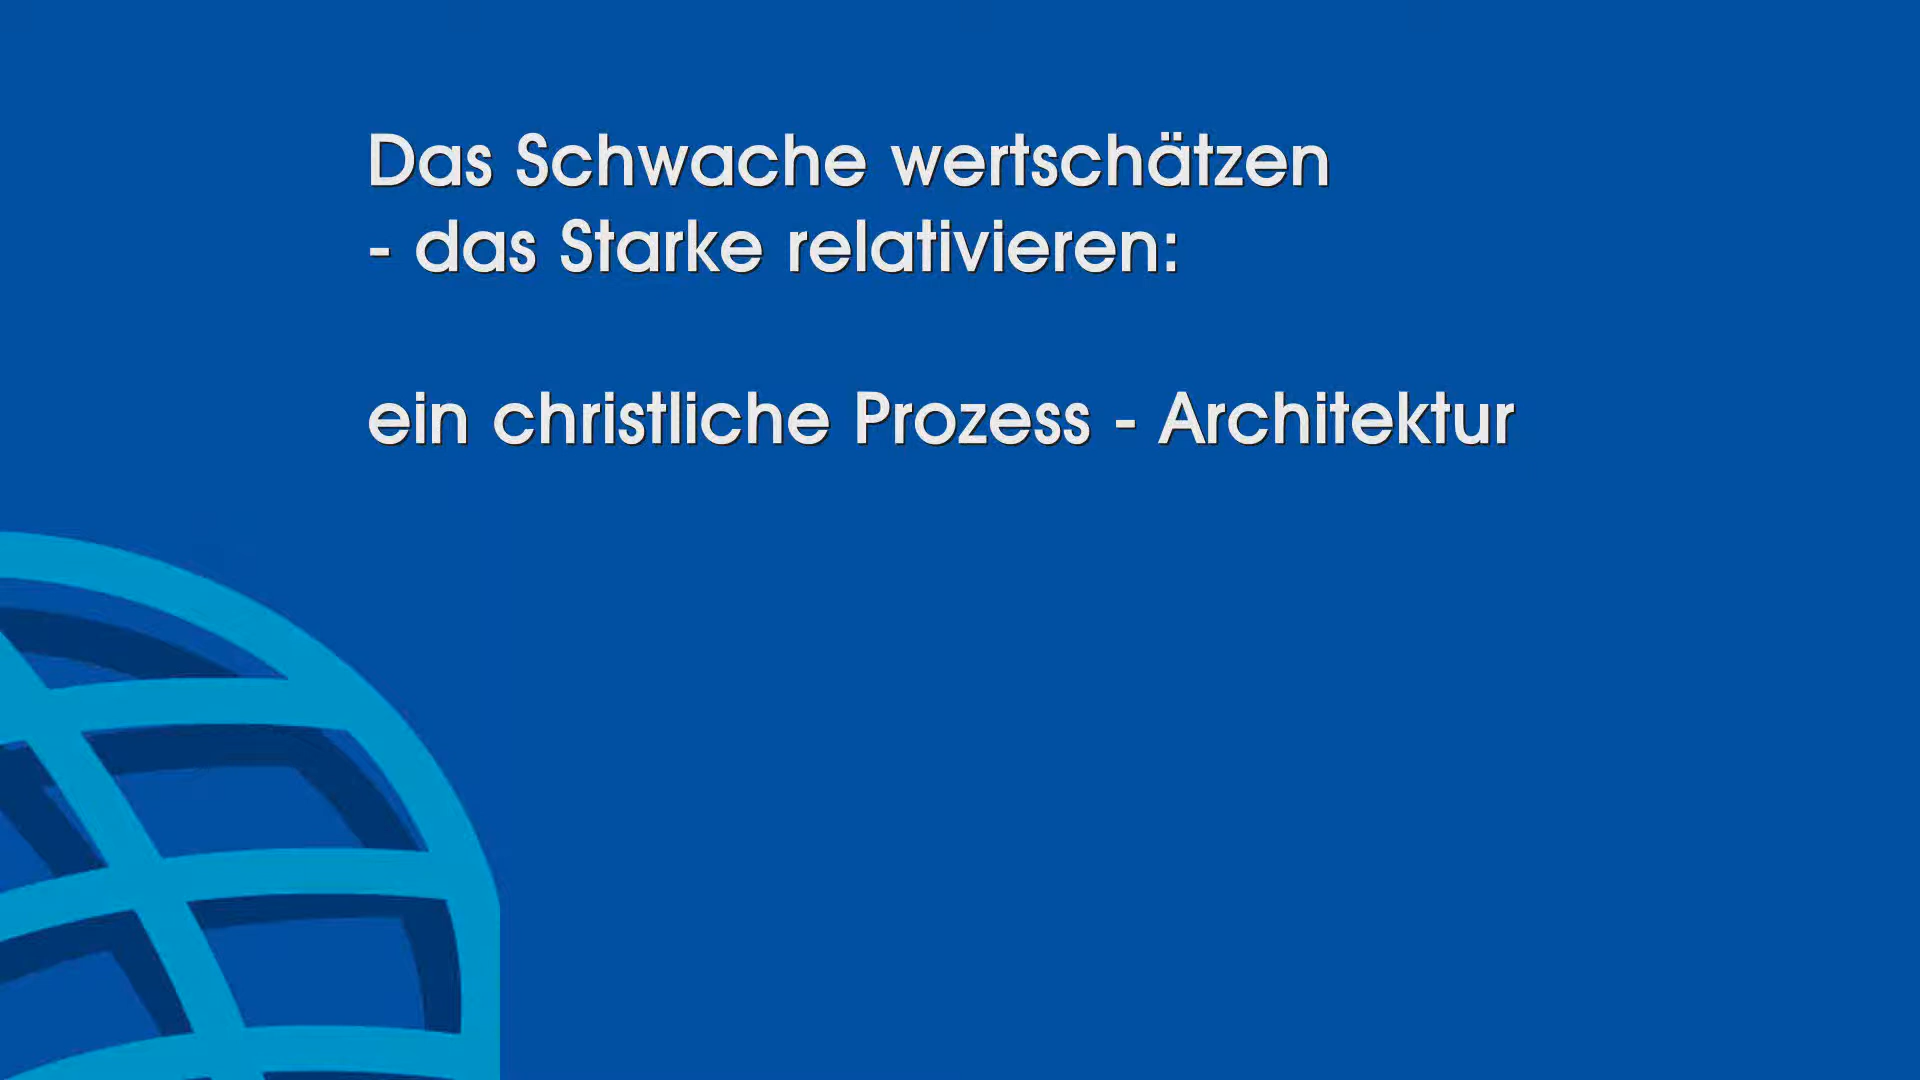 Das Schwache wertschätzen
- das Starke relativieren:
ein christliche Prozess - Architektur